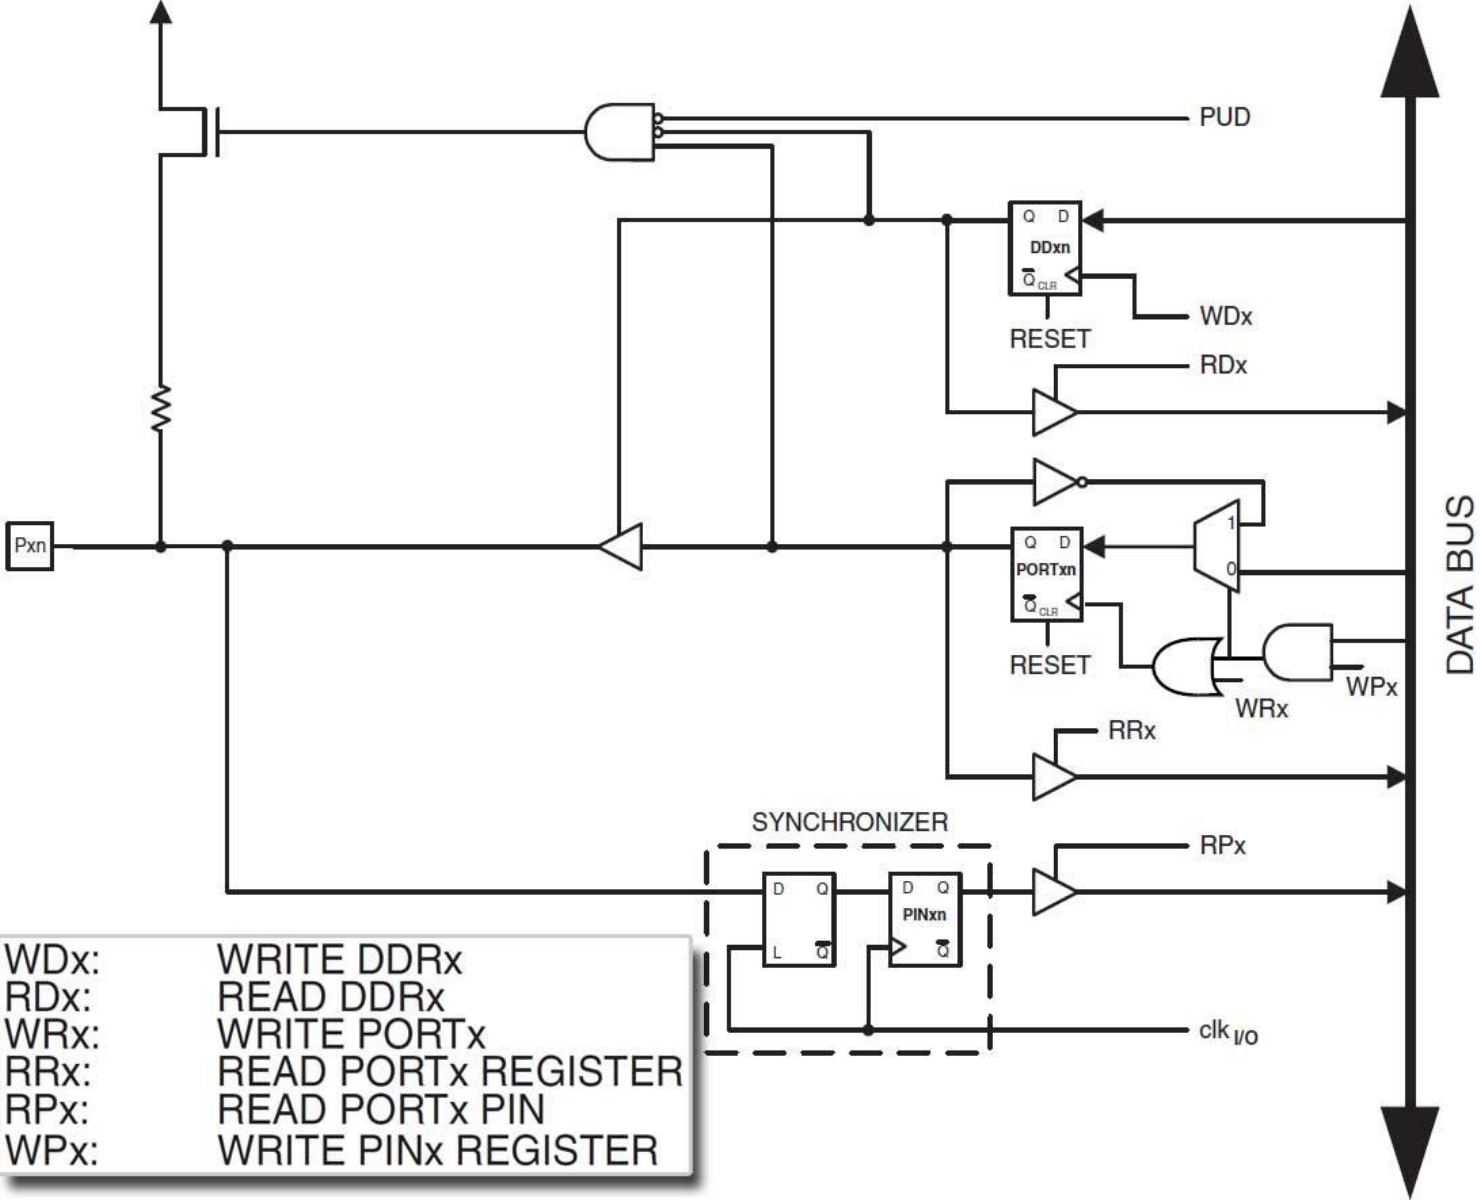 PUD
Q D
DDxn
Q CLR
WDx
RESET
RDx
1
Pxn
Q D
PORTxn
0
Q CLR
RESET
WPx
WRx
RRx
DATA BUS
SYNCHRONIZER
RPx
D Q
D Q
PINxn
L Q
Q
clk I/O
WDx: WRITE DDRx
RDx: READ DDRx
WRx: WRITE PORTx
RRx: READ PORTx REGISTER
RPx: READ PORTx PIN
WPx: WRITE PINx REGISTER